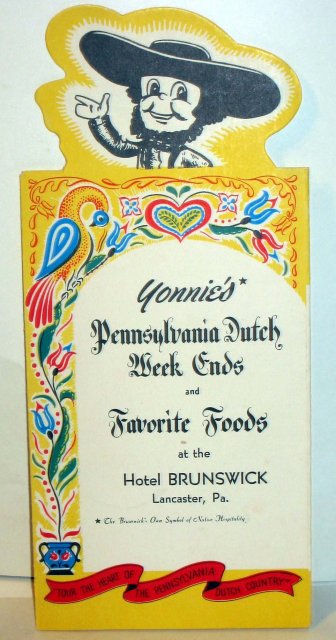 Yonnie's*
Pennsylvania Dutch
Week Ends
and
Favorite Foods
at the
Hotel BRUNSWICK
Lancaster, Pa.
* The Brunswick's Own Symbol of Native Hospitality
TOUR THE HEART OF THE PENNSYLVANIA DUTCH COUNTRY